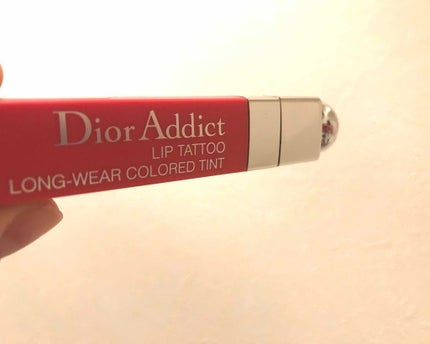 Dior Addict
LIP TATTOO
LONG-WEAR COLORED TINT